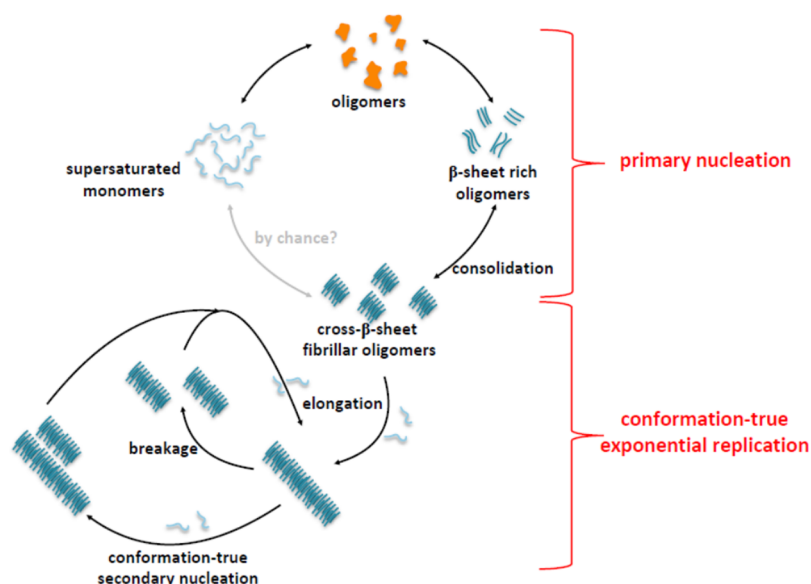 oligomers
supersaturated
monomers
β-sheet rich
oligomers
primary nucleation
by chance?
consolidation
cross-β-sheet
fibrillar oligomers
elongation
breakage
conformation-true
exponential replication
conformation-true
secondary nucleation